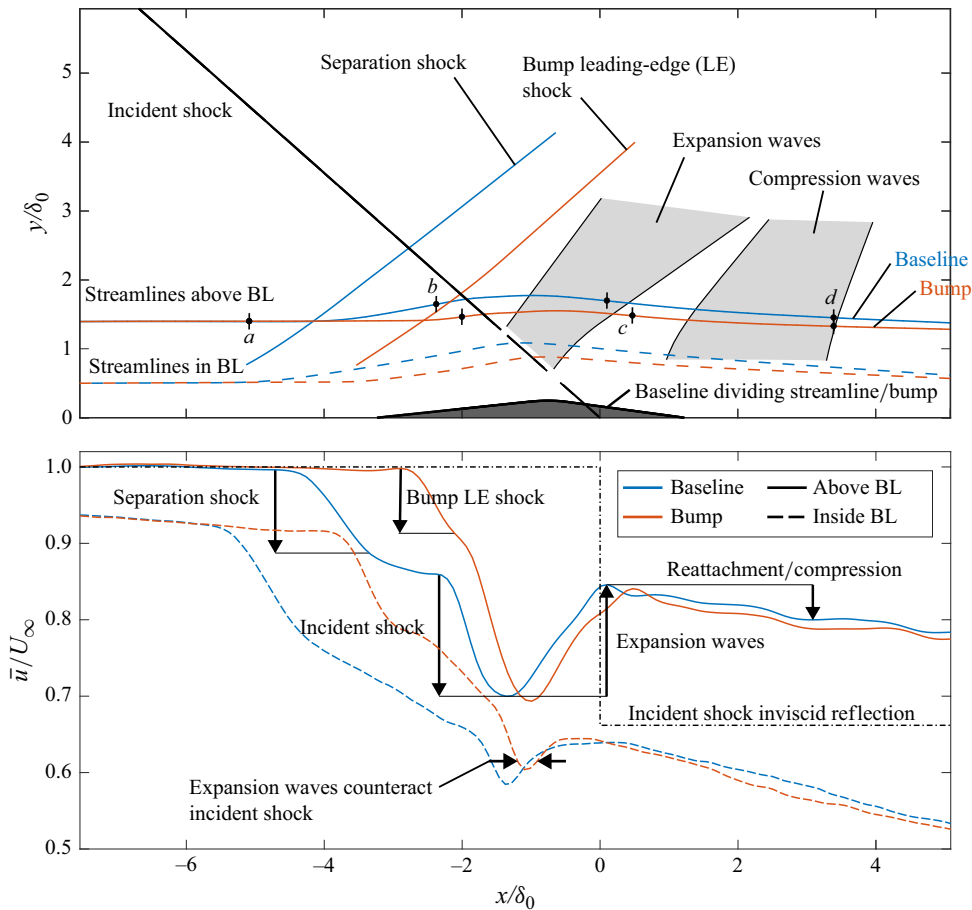 Separation shock
Bump leading-edge (LE)
shock
Incident shock
Expansion waves
Compression waves
Baseline
Bump
Streamlines above BL
Streamlines in BL
Baseline dividing streamline/bump
a
b
c
d
y/δ0
5
4
3
2
1
0
1.0
0.9
0.8
0.7
0.6
0.5
u̅/U∞
Separation shock
Bump LE shock
Baseline
Above BL
Bump
Inside BL
Reattachment/compression
Incident shock
Expansion waves
Incident shock inviscid reflection
Expansion waves counteract
incident shock
–6
–4
–2
0
2
4
x/δ0